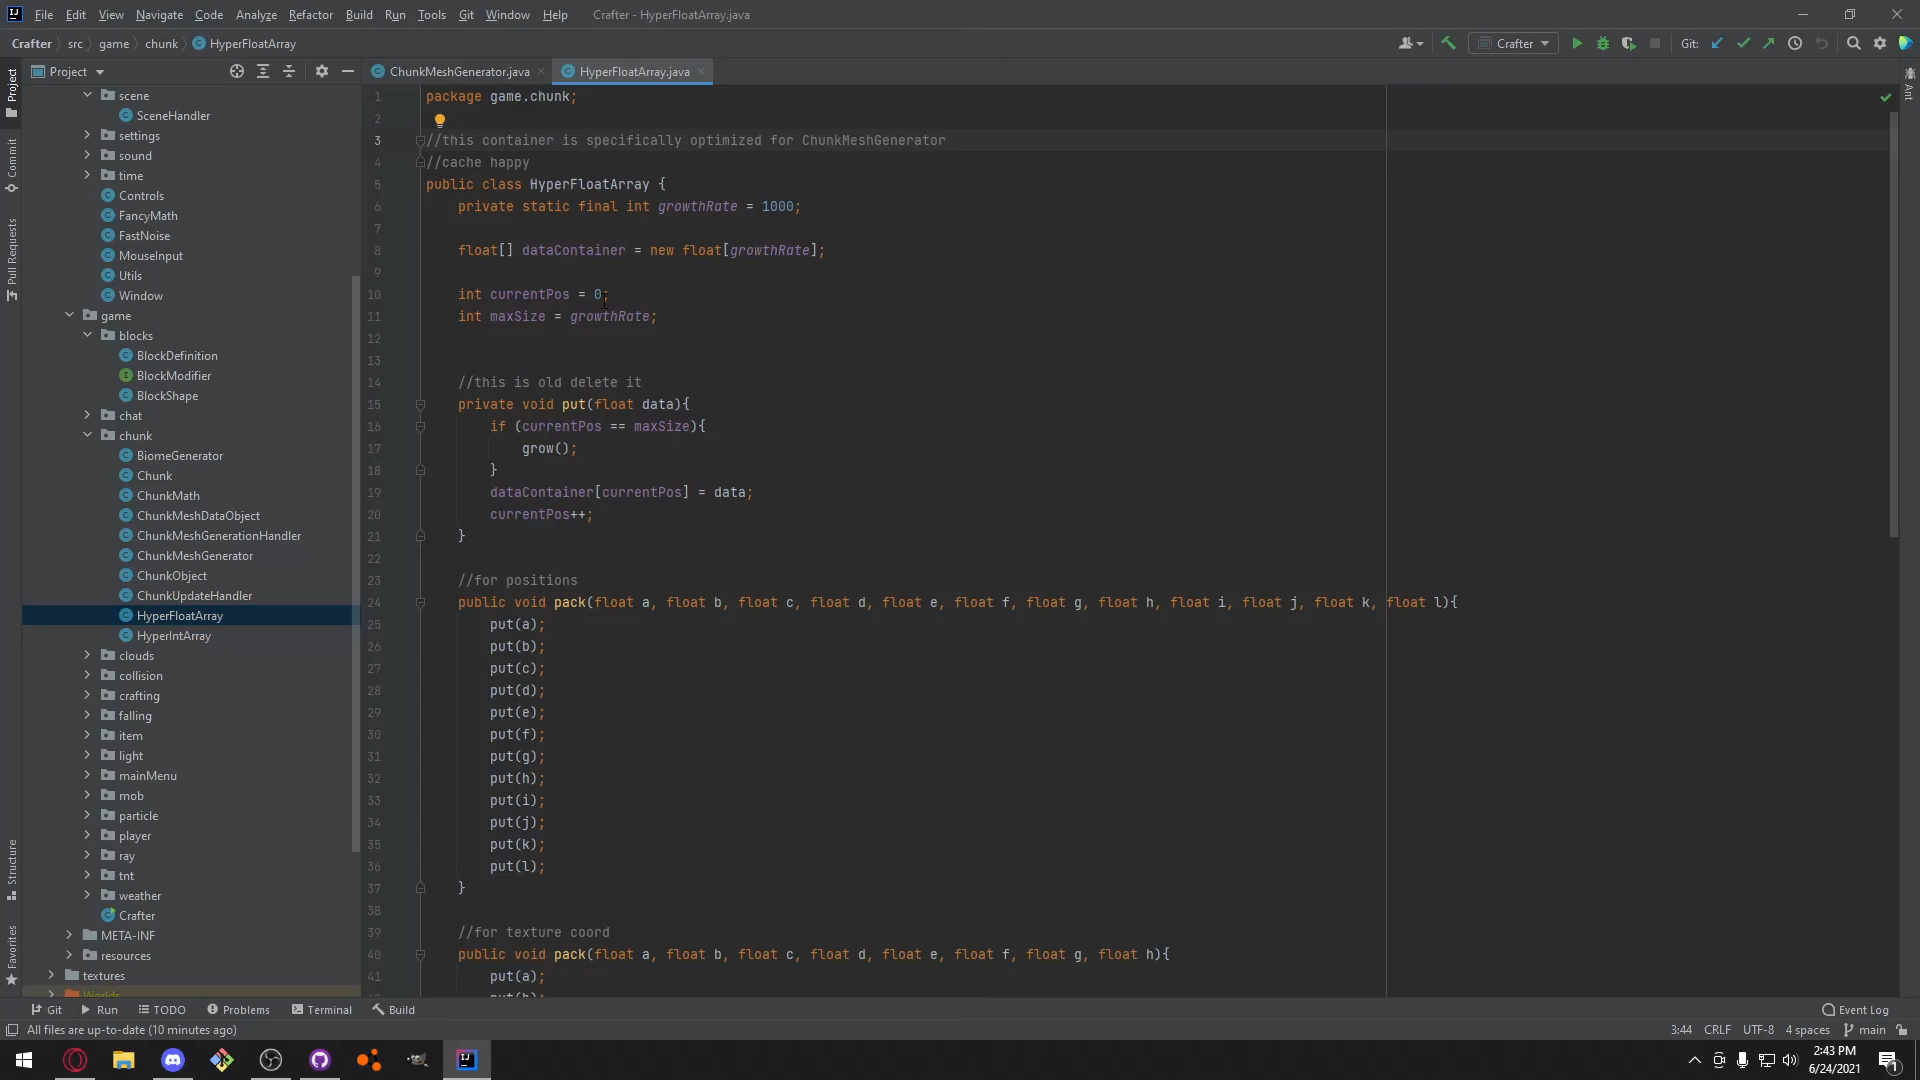 File Edit View Navigate Code Analyze Refactor Build Run Tools Git Window Help Crafter - HyperFloatArray.java
Crafter src game chunk HyperFloatArray Crafter Git:
Project
ChunkMeshGenerator.java HyperFloatArray.java
Project
Commit
Pull Requests
Structure
Favorites
Ant
scene
SceneHandler
settings
sound
time
Controls
FancyMath
FastNoise
MouseInput
Utils
Window
game
blocks
BlockDefinition
BlockModifier
BlockShape
chat
chunk
BiomeGenerator
Chunk
ChunkMath
ChunkMeshDataObject
ChunkMeshGenerationHandler
ChunkMeshGenerator
ChunkObject
ChunkUpdateHandler
HyperFloatArray
HyperIntArray
clouds
collision
crafting
falling
item
light
mainMenu
mob
particle
player
ray
tnt
weather
Crafter
META-INF
resources
textures
Worlds
1 package game.chunk;
2
3 //this container is specifically optimized for ChunkMeshGenerator
4 //cache happy
5 public class HyperFloatArray {
6 private static final int growthRate = 1000;
7
8 float[] dataContainer = new float[growthRate];
9
10 int currentPos = 0;
11 int maxSize = growthRate;
12
13
14 //this is old delete it
15 private void put(float data){
16 if (currentPos == maxSize){
17 grow();
18 }
19 dataContainer[currentPos] = data;
20 currentPos++;
21 }
22
23 //for positions
24 public void pack(float a, float b, float c, float d, float e, float f, float g, float h, float i, float j, float k, float l){
25 put(a);
26 put(b);
27 put(c);
28 put(d);
29 put(e);
30 put(f);
31 put(g);
32 put(h);
33 put(i);
34 put(j);
35 put(k);
36 put(l);
37 }
38
39 //for texture coord
40 public void pack(float a, float b, float c, float d, float e, float f, float g, float h){
41 put(a);
Git Run TODO Problems Terminal Build Event Log
All files are up-to-date (10 minutes ago) 3:44 CRLF UTF-8 4 spaces main
2:43 PM
6/24/2021
1